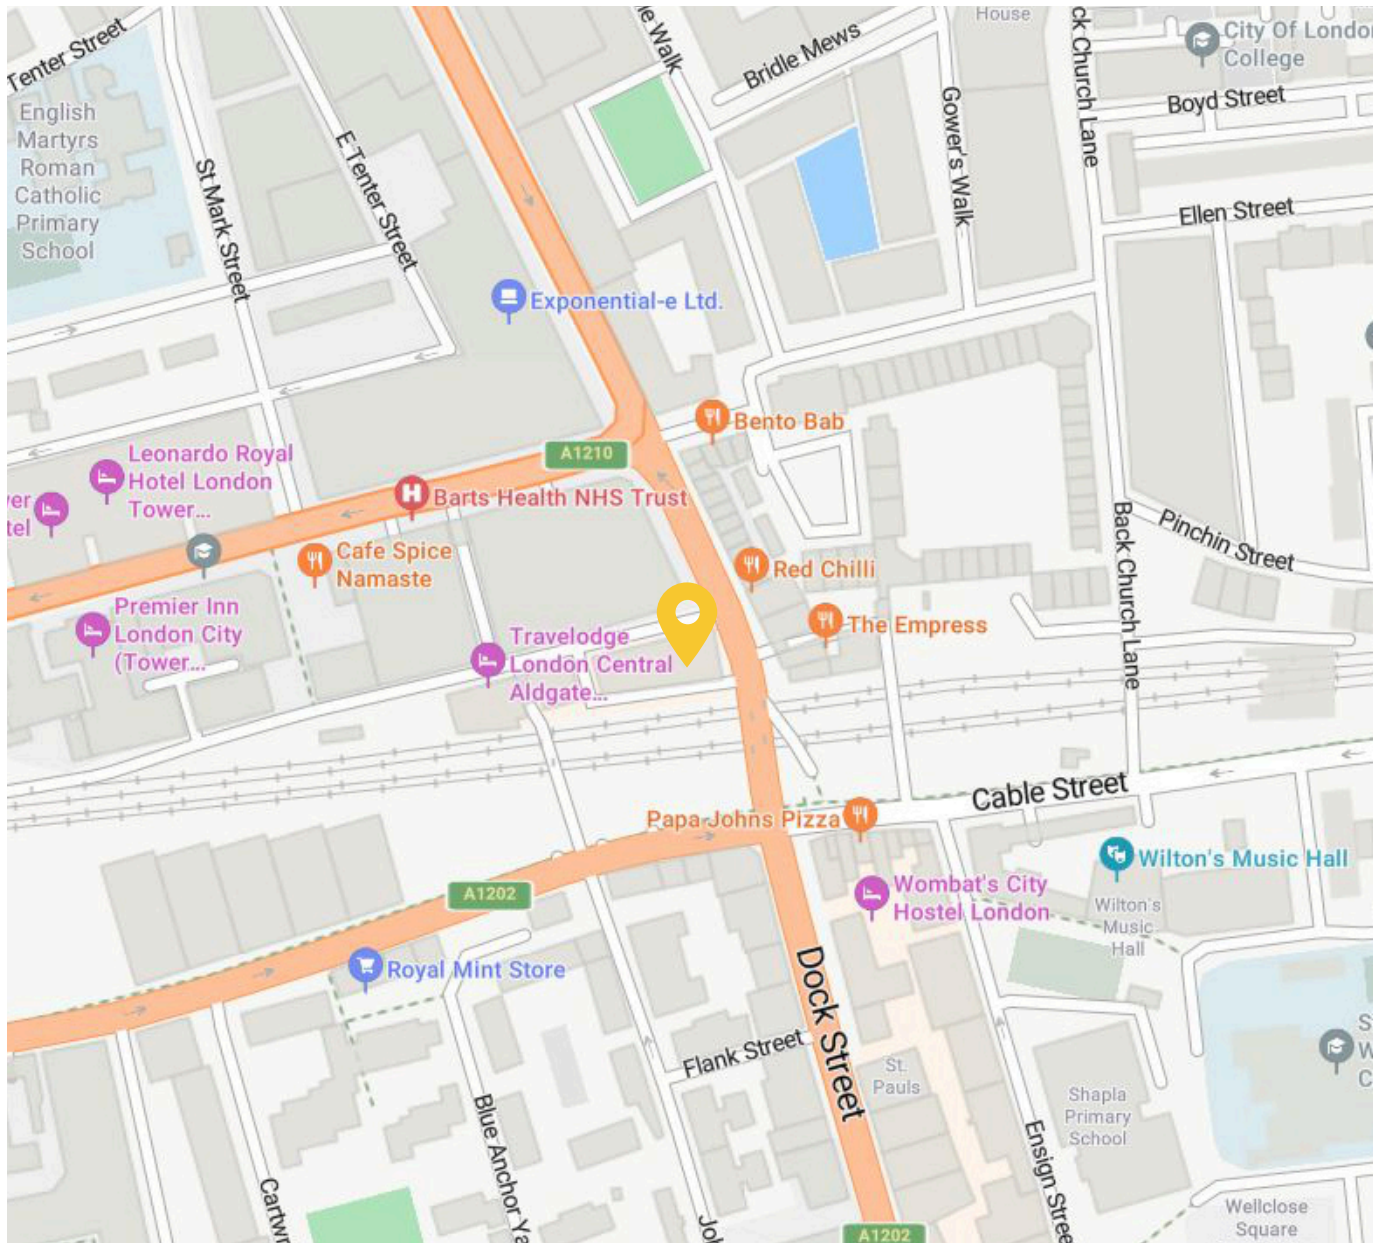 House
City Of London
College
Tenter Street
Bridle Mews
Boyd Street
English
Martyrs
Roman
Catholic
Primary
School
E Tenter Street
St Mark Street
Gower's Walk
Church Lane
Ellen Street
Exponential-e Ltd.
Bento Bab
A1210
Leonardo Royal
Hotel London
Tower...
Barts Health NHS Trust
Cafe Spice
Namaste
Red Chilli
Back Church Lane
Pinchin Street
Premier Inn
London City
(Tower...
Travelodge
London Central
Aldgate...
The Empress
Cable Street
Papa Johns Pizza
Wilton's Music Hall
A1202
Wombat's City
Hostel London
Wilton's
Music
Hall
Royal Mint Store
Dock Street
Flank Street
St.
Pauls
Shapla
Primary
School
Blue Anchor Ya
Ensign Stree
Cartwr
Wellclose
Square
A1202